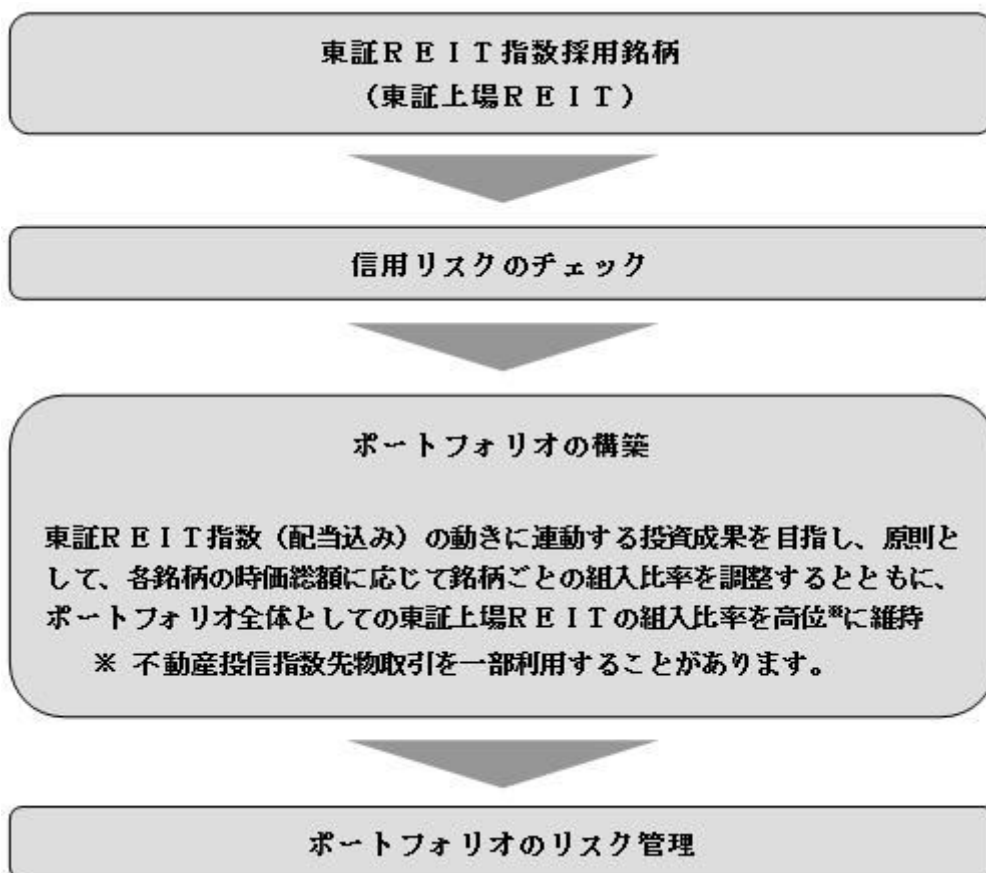 東証ＲＥＩＴ指数採用銘柄
（東証上場ＲＥＩＴ）
信用リスクのチェック
ポートフォリオの構築
東証ＲＥＩＴ指数（配当込み）の動きに連動する投資成果を目指し、原則と
して、各銘柄の時価総額に応じて銘柄ごとの組入比率を調整するとともに、
ポートフォリオ全体としての東証上場ＲＥＩＴの組入比率を高位※に維持
※ 不動産投信指数先物取引を一部利用することがあります。
ポートフォリオのリスク管理